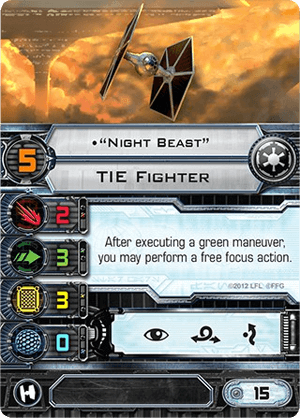 •“Night Beast”
5
TIE Fighter
2
After executing a green maneuver,
you may perform a free focus action.
3
©2012 LFL ©FFG
3
0
15